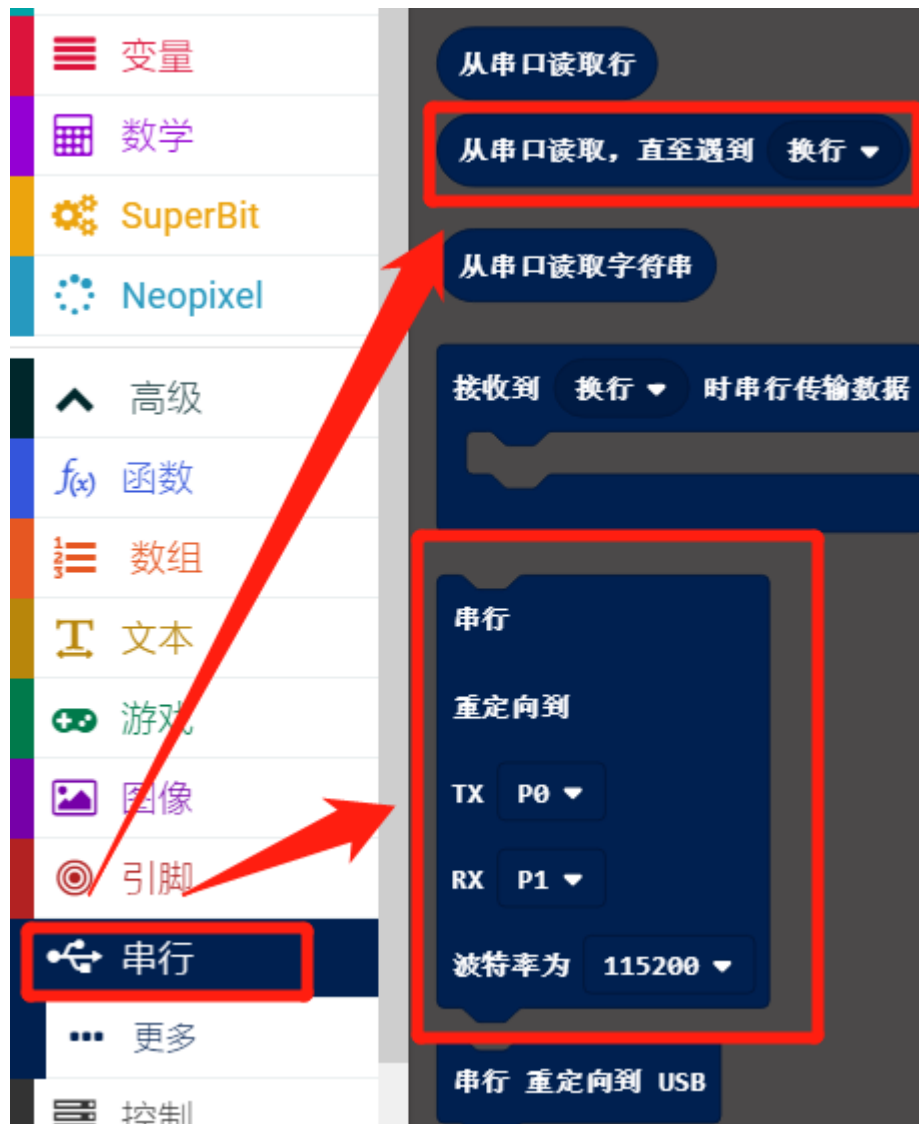 变量
数学
SuperBit
Neopixel
高级
f(x) 函数
数组
文本
游戏
图像
引脚
串行
更多
控制
从串口读取行
从串口读取，直至遇到 换行
从串口读取字符串
接收到 换行 时串行传输数据
串行
重定向到
TX P0
RX P1
波特率为 115200
串行 重定向到 USB